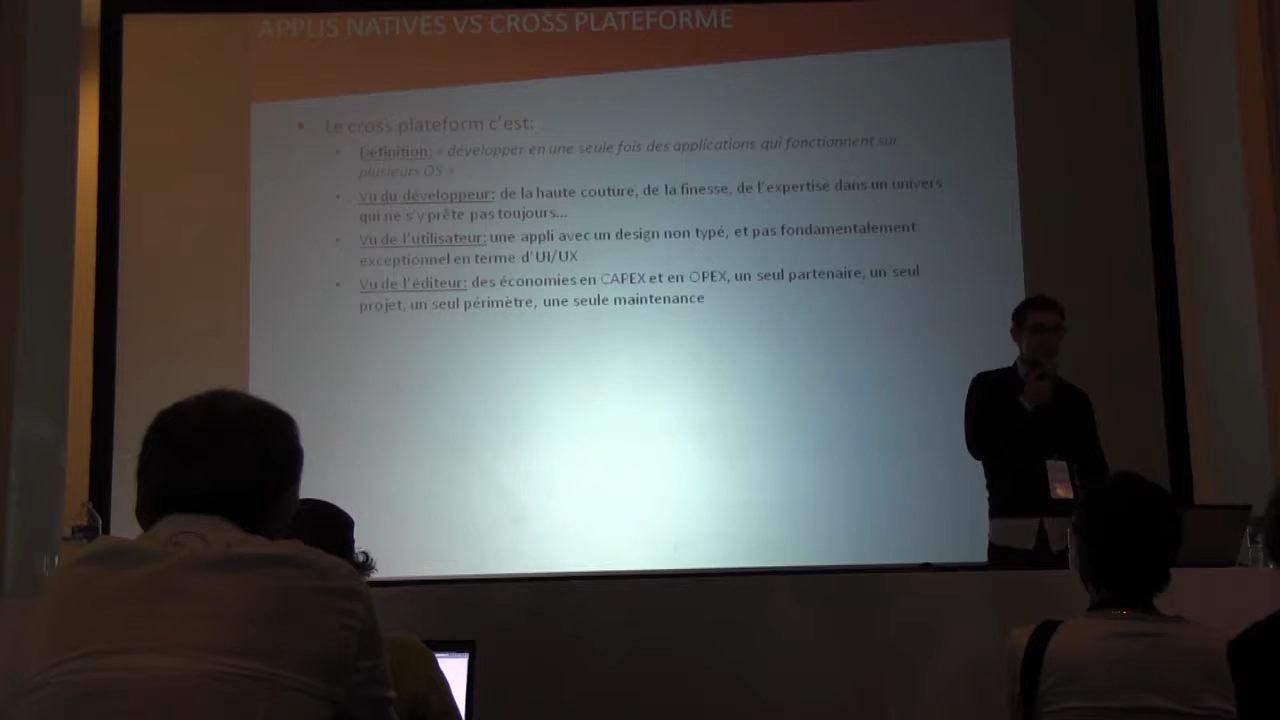 APPLIS NATIVES VS CROSS PLATEFORME
Le cross plateform c'est:
Définition: « développer en une seule fois des applications qui fonctionnent sur
plusieurs OS »
Vu du développeur: de la haute couture, de la finesse, de l'expertise dans un univers
qui ne s'y prête pas toujours...
Vu de l'utilisateur: une appli avec un design non typé, et pas fondamentalement
exceptionnel en terme d'UI/UX
Vu de l'éditeur: des économies en CAPEX et en OPEX, un seul partenaire, un seul
projet, un seul périmètre, une seule maintenance